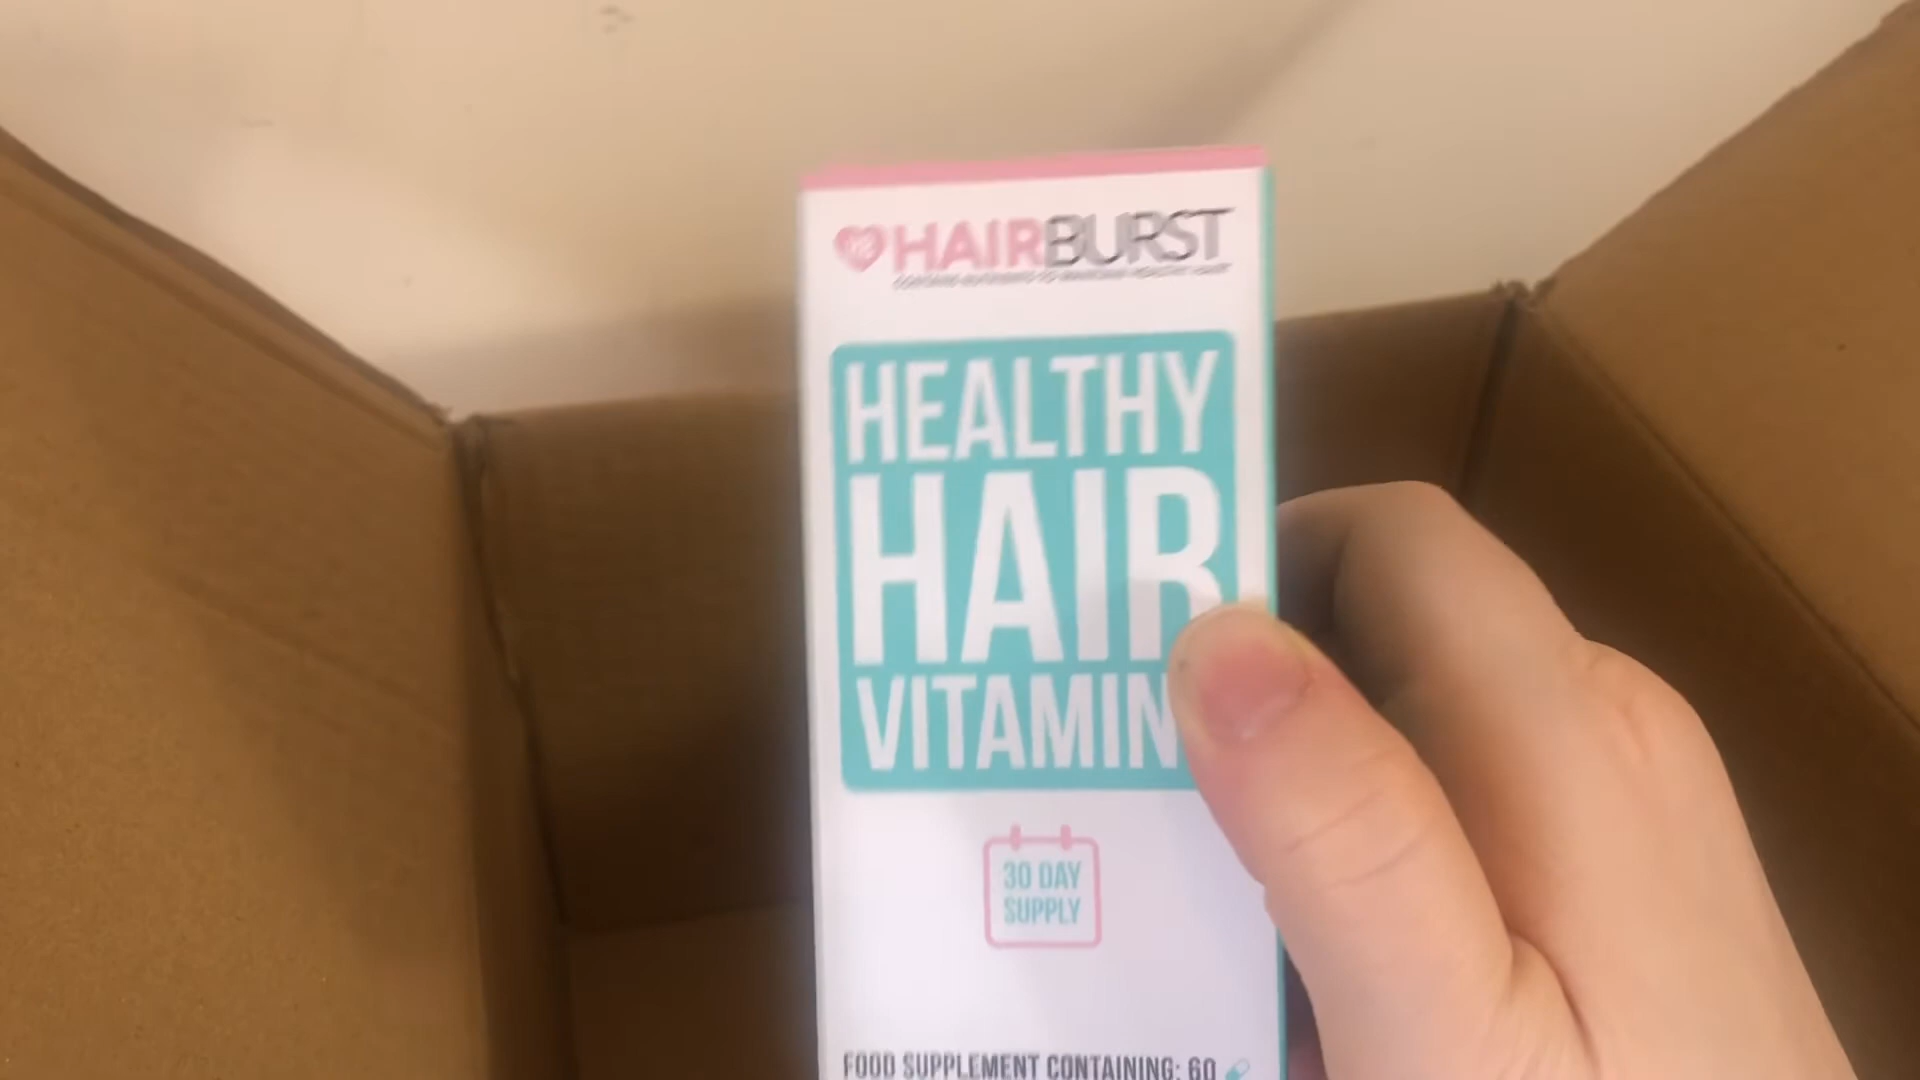 HAIRBURST
HEALTHY
HAIR
VITAMIN
30 DAY
SUPPLY
FOOD SUPPLEMENT CONTAINING: 60